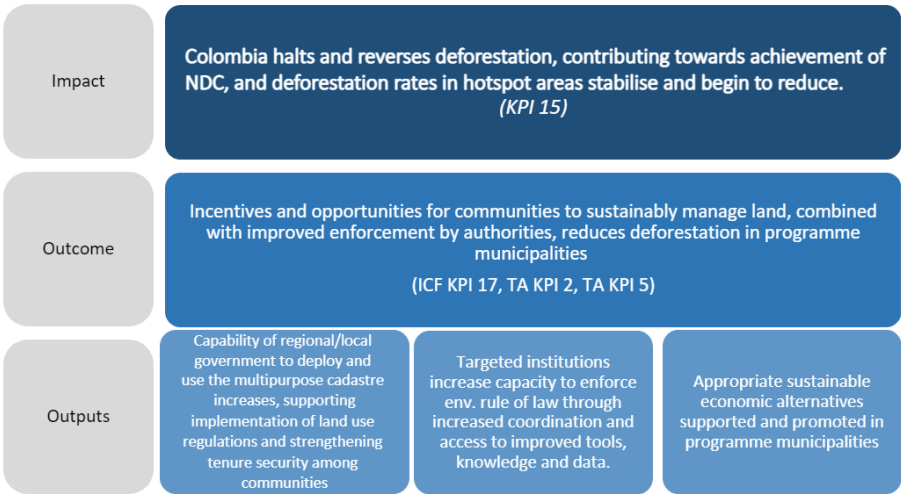 Impact
Colombia halts and reverses deforestation, contributing towards achievement of
NDC, and deforestation rates in hotspot areas stabilise and begin to reduce.
(KPI 15)
Outcome
Incentives and opportunities for communities to sustainably manage land, combined
with improved enforcement by authorities, reduces deforestation in programme
municipalities
(ICF KPI 17, TA KPI 2, TA KPI 5)
Outputs
Capability of regional/local
government to deploy and
use the multipurpose cadastre
increases, supporting
implementation of land use
regulations and strengthening
tenure security among
communities
Targeted institutions
increase capacity to enforce
env. rule of law through
increased coordination and
access to improved tools,
knowledge and data.
Appropriate sustainable
economic alternatives
supported and promoted in
programme municipalities